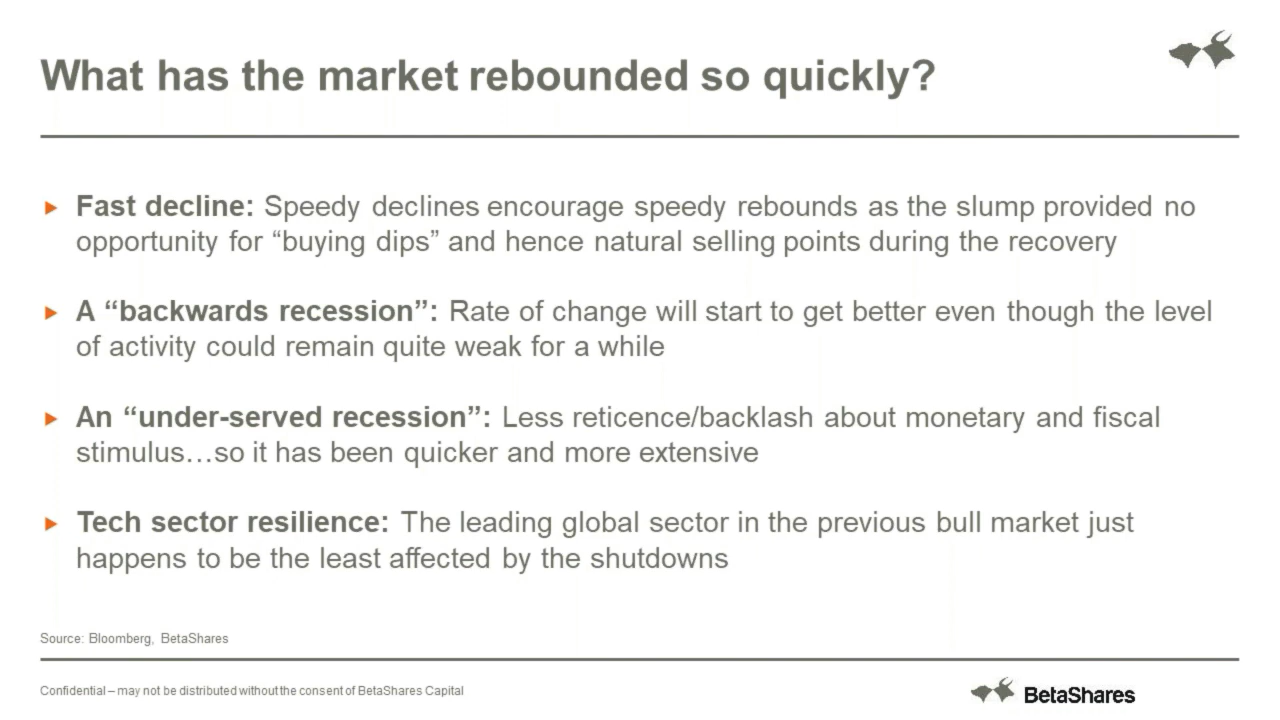 What has the market rebounded so quickly?
Fast decline: Speedy declines encourage speedy rebounds as the slump provided no
opportunity for “buying dips” and hence natural selling points during the recovery
A “backwards recession”: Rate of change will start to get better even though the level
of activity could remain quite weak for a while
An “under-served recession”: Less reticence/backlash about monetary and fiscal
stimulus…so it has been quicker and more extensive
Tech sector resilience: The leading global sector in the previous bull market just
happens to be the least affected by the shutdowns
Source: Bloomberg, BetaShares
Confidential – may not be distributed without the consent of BetaShares Capital
BetaShares